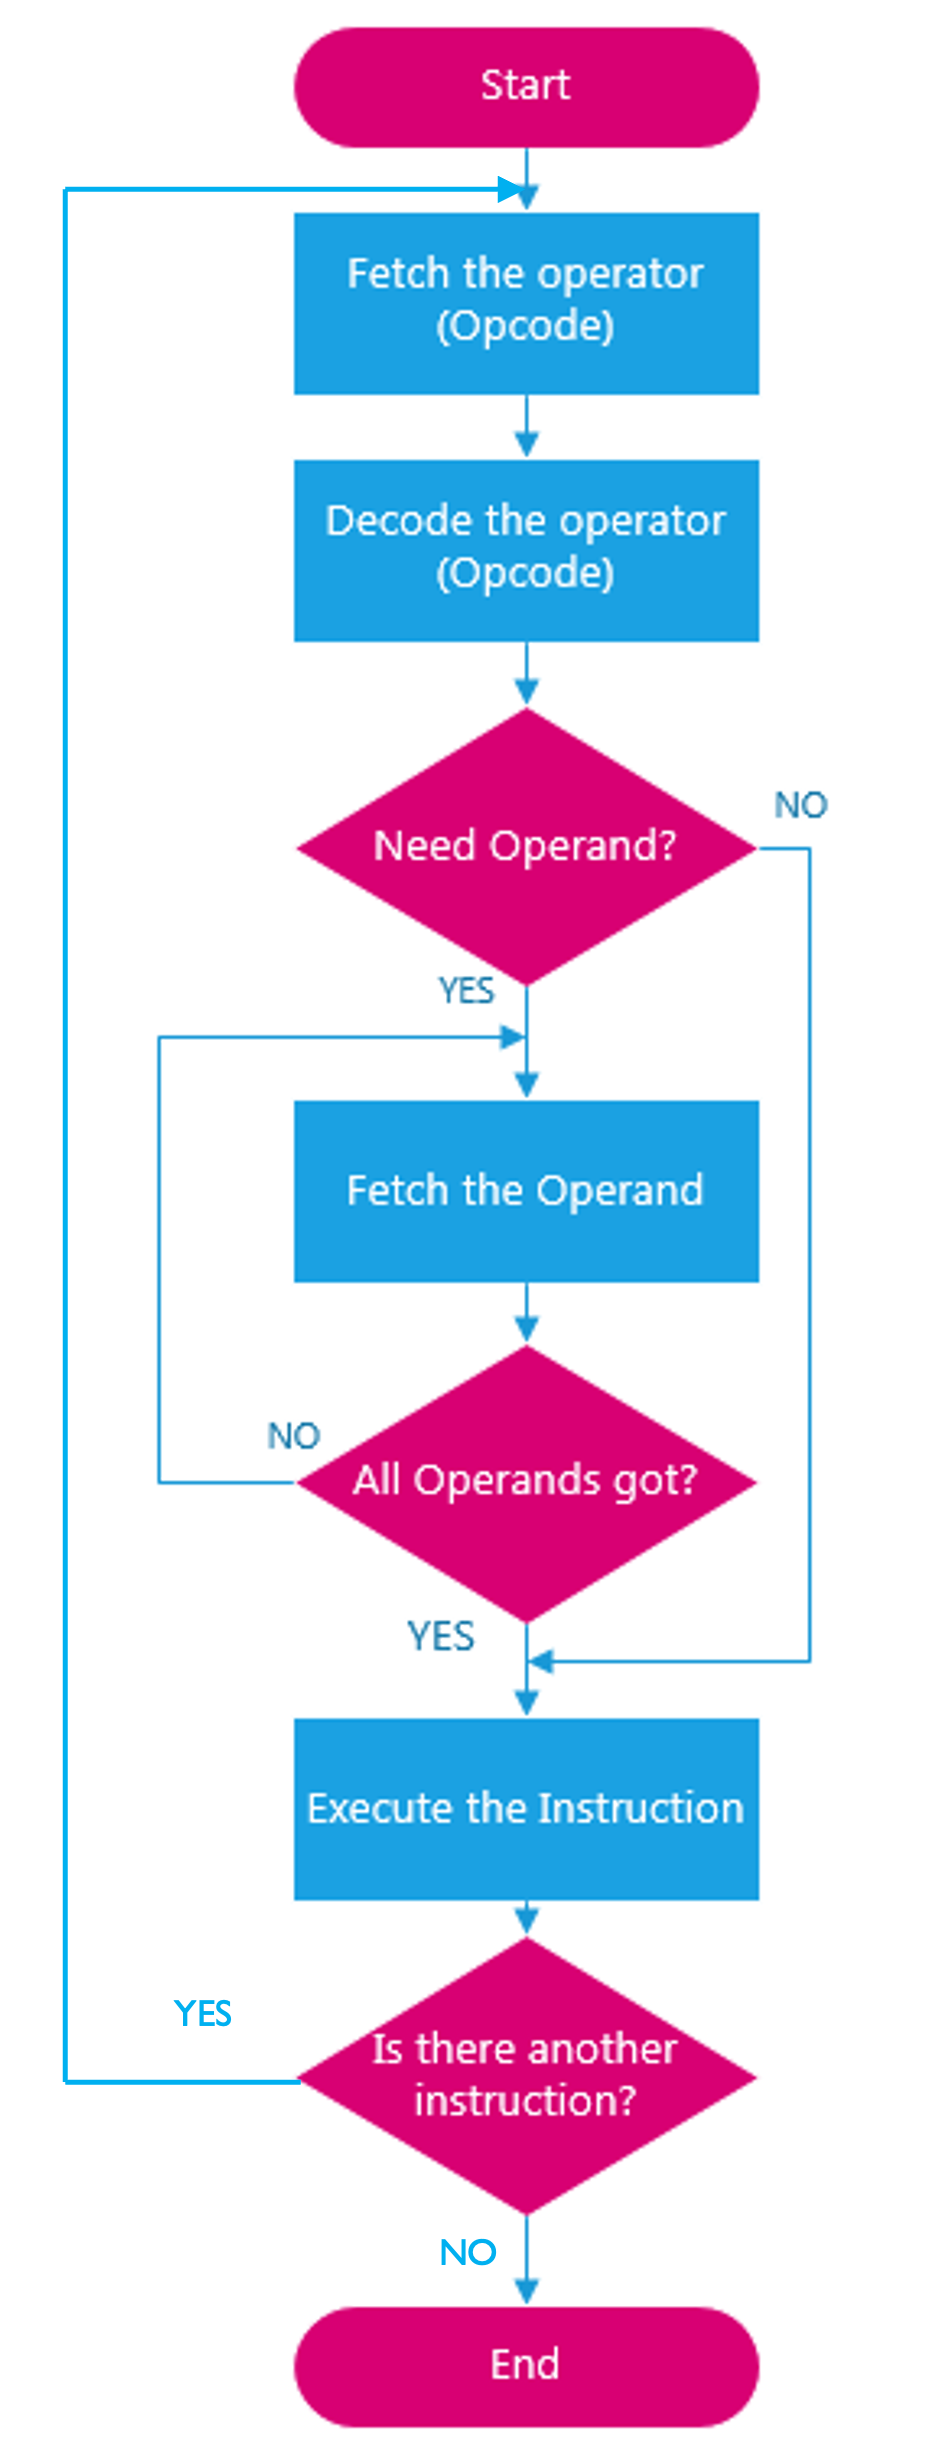 Start
Fetch the operator
(Opcode)
Decode the operator
(Opcode)
NO
Need Operand?
YES
Fetch the Operand
NO
All Operands got?
YES
Execute the Instruction
YES
Is there another
instruction?
NO
End